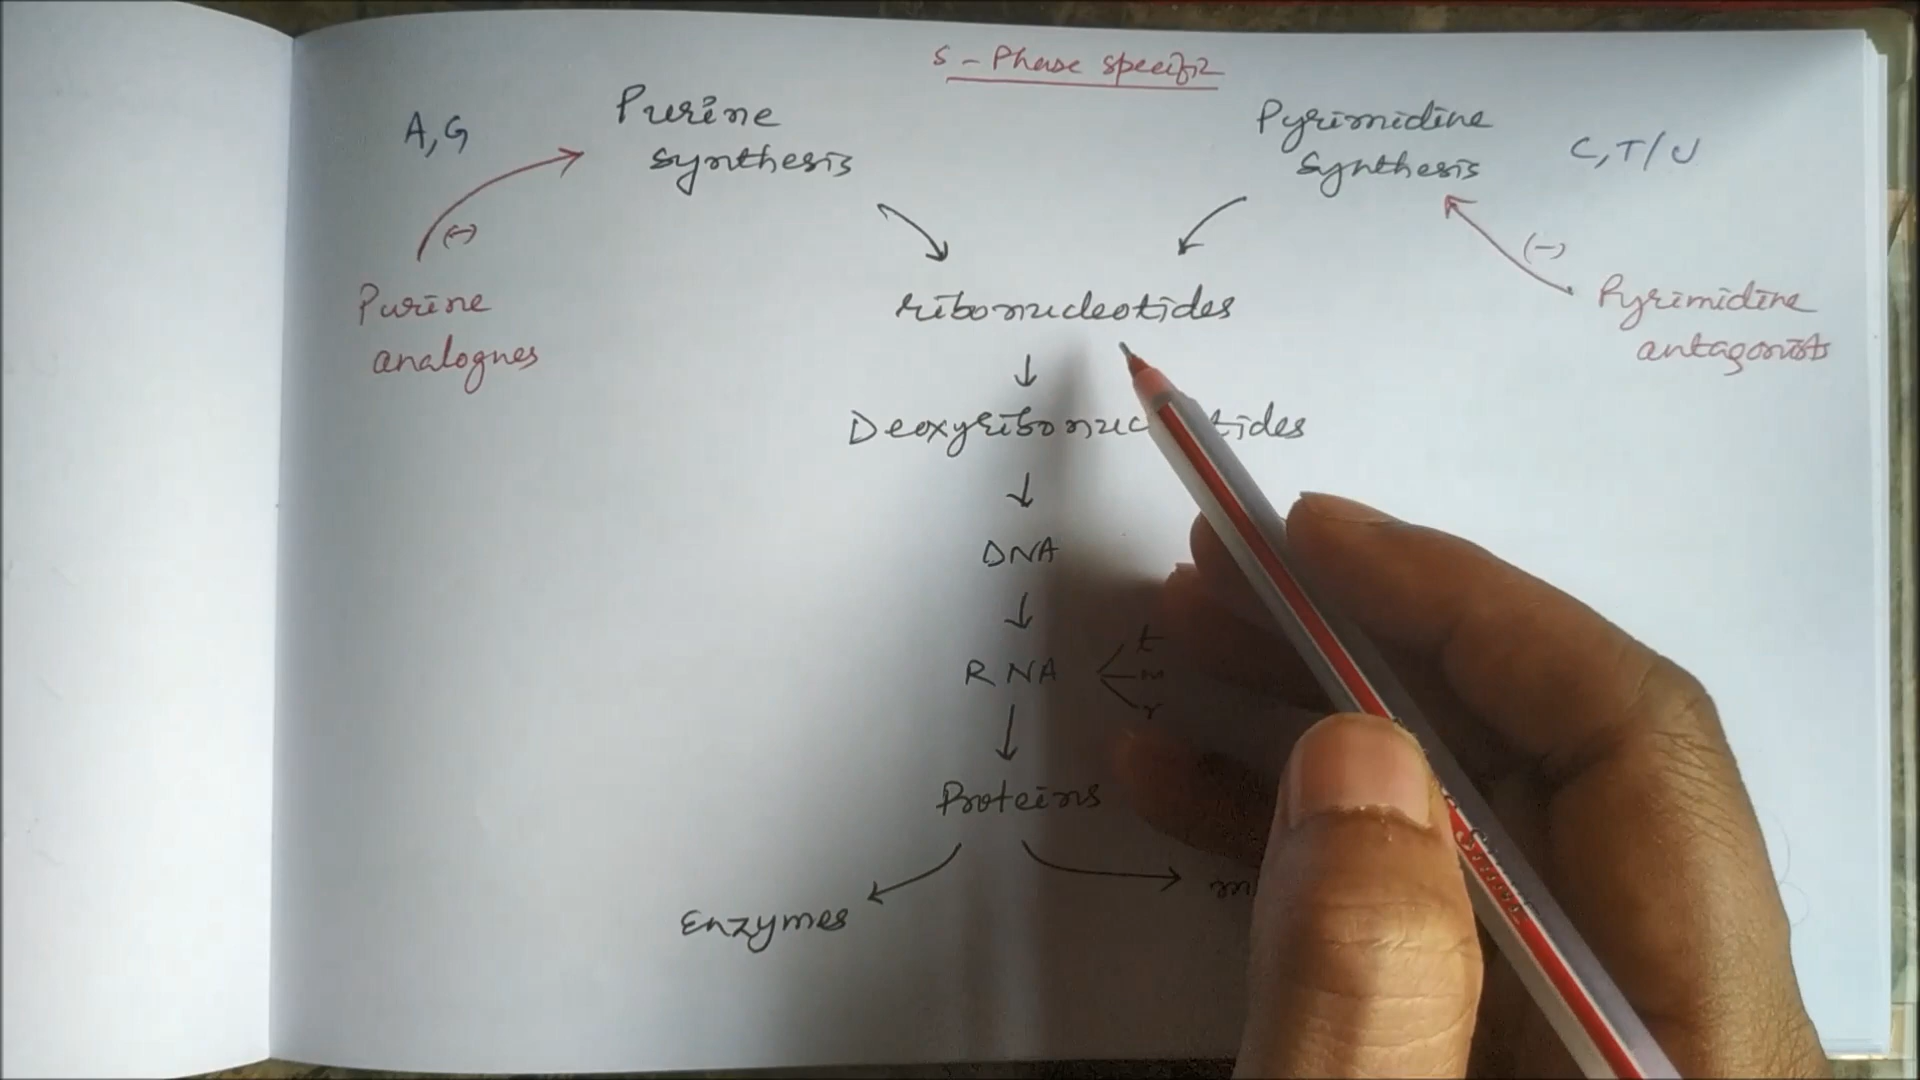 S - Phase specific
A, G
Purine
synthesis
Pyrimidine
synthesis
C, T/U
(-)
(-)
Purine
analogues
ribonucleotides
Pyrimidine
antagonists
↓
↓
DNA
↓
RNA
t
m
r
Proteins
Enzymes